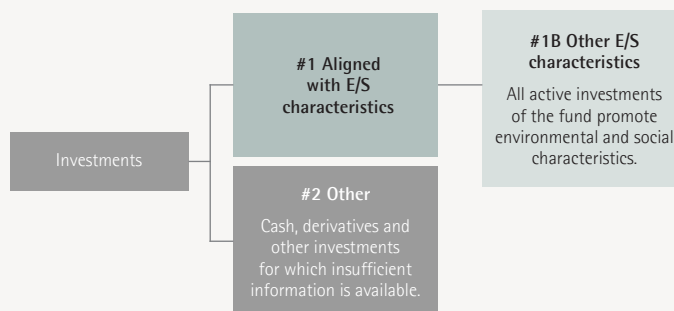 #1 Aligned
with E/S
characteristics
#1B Other E/S
characteristics
All active investments
of the fund promote
environmental and social
characteristics.
Investments
#2 Other
Cash, derivatives and
other investments
for which insufficient
information is available.